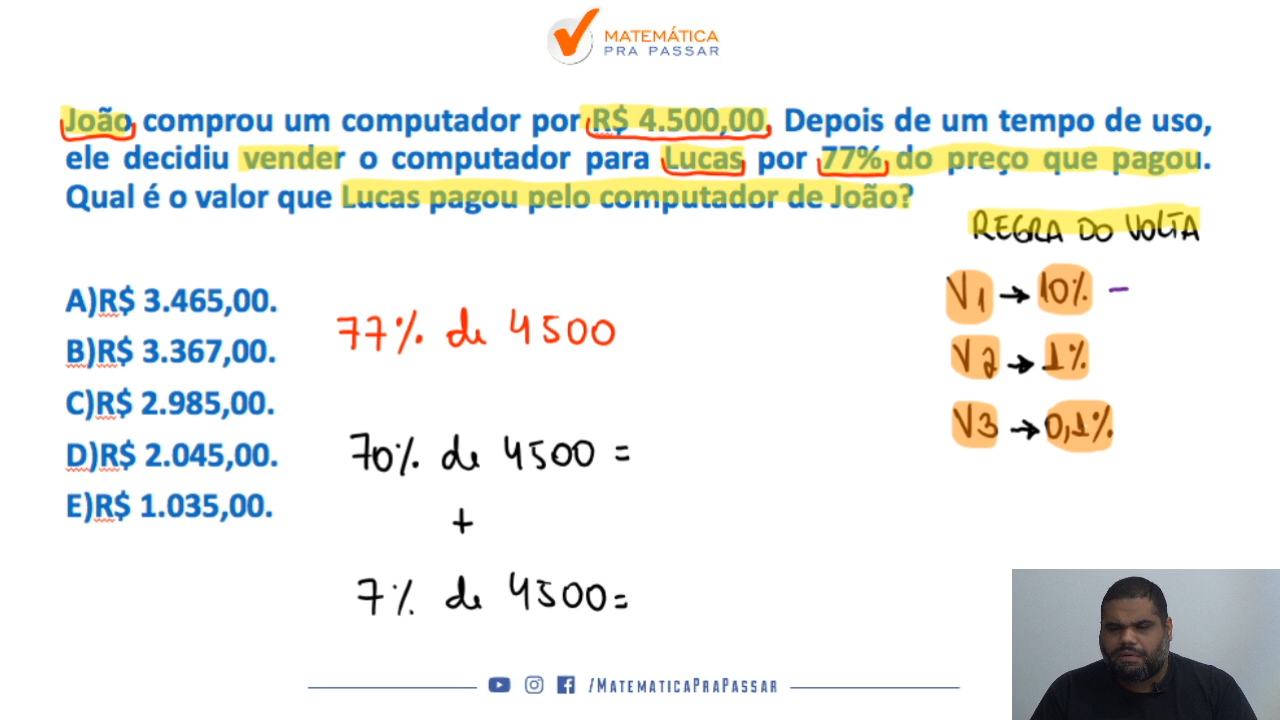 MATEMÁTICA
PRA PASSAR
João comprou um computador por R$ 4.500,00. Depois de um tempo de uso,
ele decidiu vender o computador para Lucas por 77% do preço que pagou.
Qual é o valor que Lucas pagou pelo computador de João?
REGRA DO VOLTA
V1 → 10% –
V2 → 1%
V3 → 0,1%
A)R$ 3.465,00.
B)R$ 3.367,00.
C)R$ 2.985,00.
D)R$ 2.045,00.
E)R$ 1.035,00.
77% de 4500
70% de 4500 =
+
7% de 4500=
/MATEMATICAPRAPASSAR